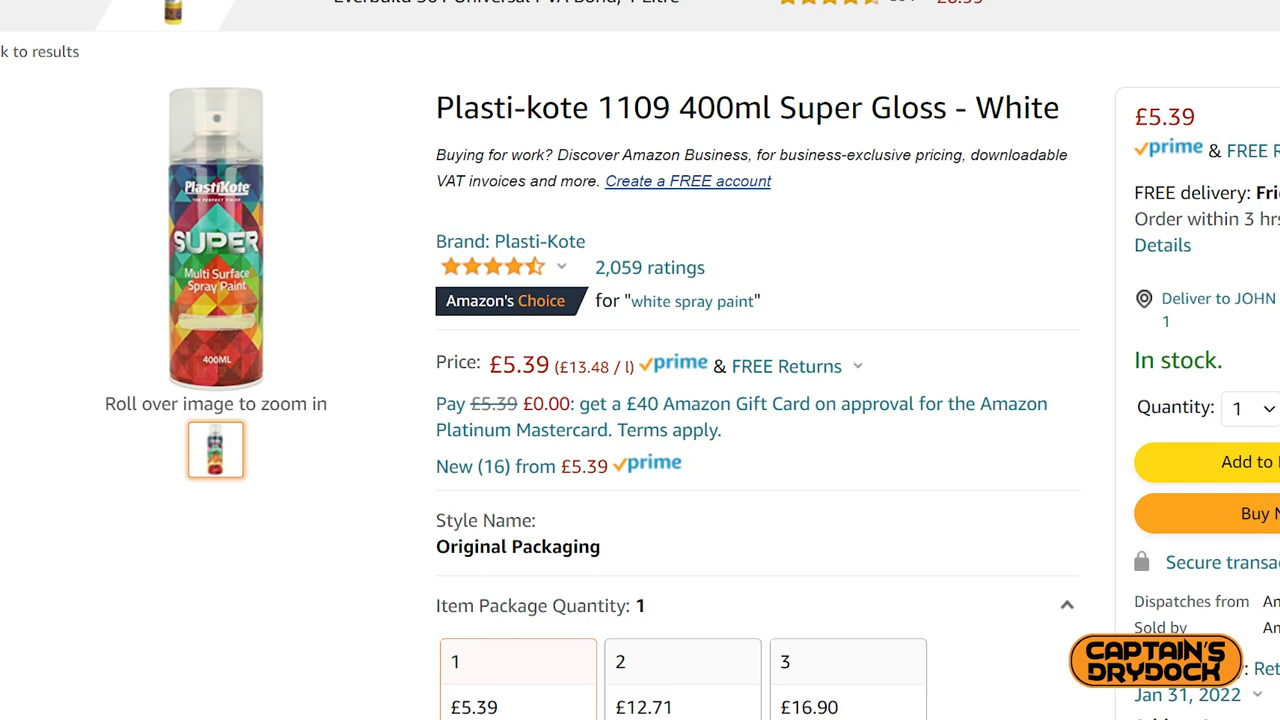 k to results
PlastiKote
THE PERFECT FINISH
SUPER
Multi Surface
Spray Paint
400ML
Roll over image to zoom in
Plasti-kote 1109 400ml Super Gloss - White
Buying for work? Discover Amazon Business, for business-exclusive pricing, downloadable
VAT invoices and more. Create a FREE account
Brand: Plasti-Kote
2,059 ratings
Amazon's Choice for "white spray paint"
Price: £5.39 (£13.48 / l) prime & FREE Returns
Pay £5.39 £0.00: get a £40 Amazon Gift Card on approval for the Amazon
Platinum Mastercard. Terms apply.
New (16) from £5.39 prime
Style Name:
Original Packaging
Item Package Quantity: 1
1
2
3
£5.39
£12.71
£16.90
£5.39
prime & FREE R
FREE delivery: Fri
Order within 3 hrs
Details
Deliver to JOHN
1
In stock.
Quantity: 1
Add to
Buy N
Secure transa
Dispatches from Am
Sold by Am
CAPTAIN'S
DRYDOCK
: Ret
Jan 31, 2022